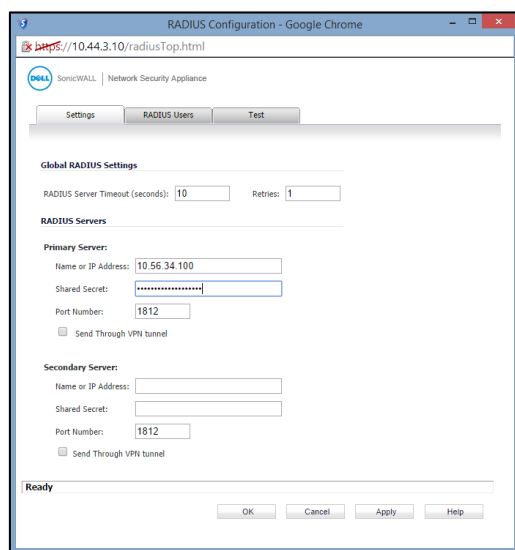 RADIUS Configuration - Google Chrome
https://10.44.3.10/radiusTop.html
DELL SonicWALL | Network Security Appliance
Settings RADIUS Users Test
Global RADIUS Settings
RADIUS Server Timeout (seconds): 10 Retries: 1
RADIUS Servers
Primary Server:
Name or IP Address: 10.56.34.100
Shared Secret: ••••••••••••••••••
Port Number: 1812
Send Through VPN tunnel
Secondary Server:
Name or IP Address:
Shared Secret:
Port Number: 1812
Send Through VPN tunnel
Ready
OK Cancel Apply Help